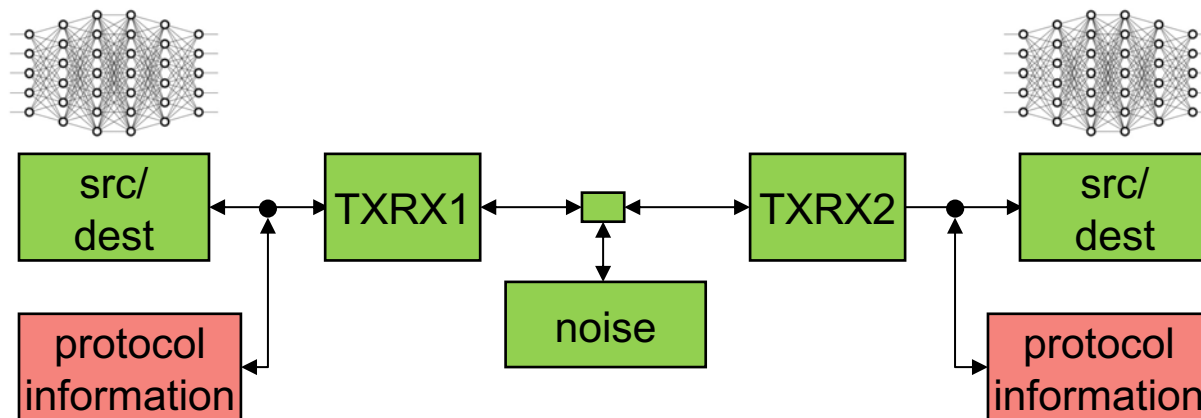 src/
dest
TXRX1
TXRX2
src/
dest
protocol
information
noise
protocol
information